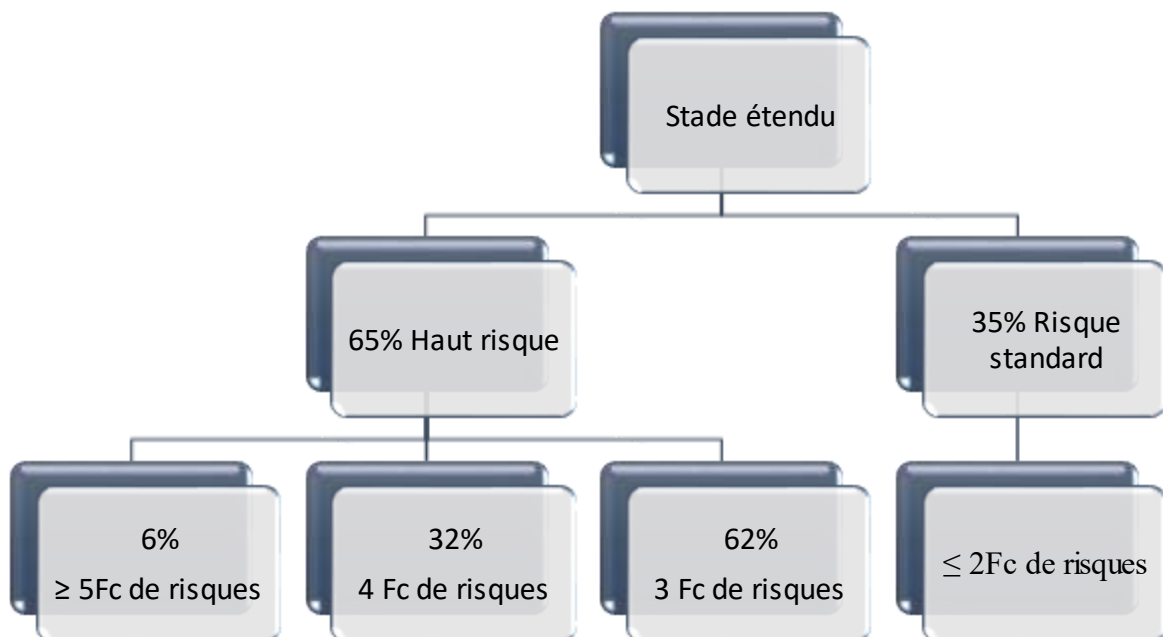 Stade étendu
65% Haut risque
35% Risque
standard
6%
≥ 5Fc de risques
32%
4 Fc de risques
62%
3 Fc de risques
≤ 2Fc de risques